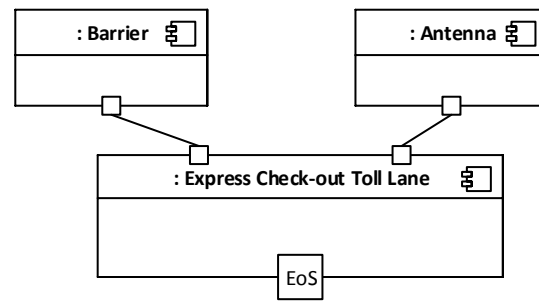 : Barrier
: Antenna
: Express Check-out Toll Lane
EoS